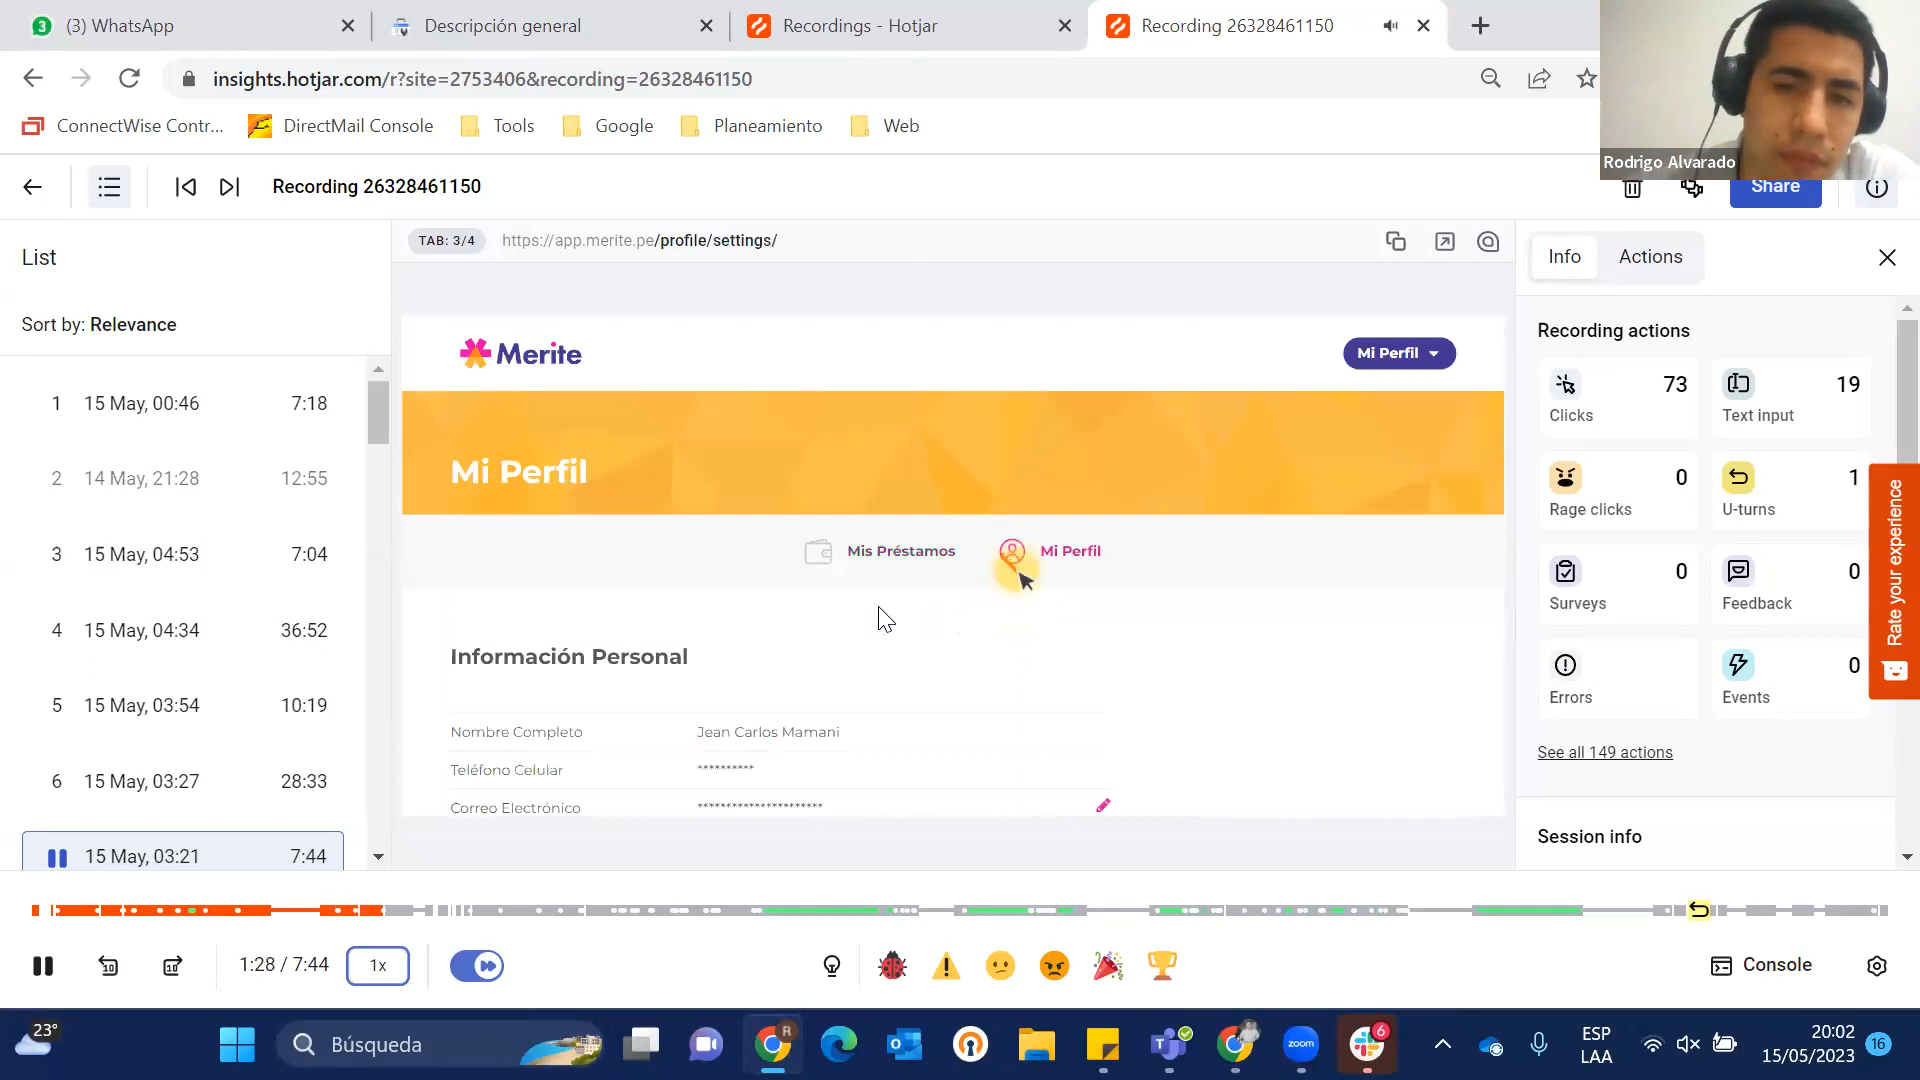 (3) WhatsApp
Descripción general
Recordings - Hotjar
Recording 26328461150
insights.hotjar.com/r?site=2753406&recording=26328461150
ConnectWise Contr...
DirectMail Console
Tools
Google
Planeamiento
Web
Rodrigo Alvarado
Recording 26328461150
Share
List
TAB: 3/4
https://app.merite.pe/profile/settings/
Info
Actions
Sort by: Relevance
1 15 May, 00:46 7:18
2 14 May, 21:28 12:55
3 15 May, 04:53 7:04
4 15 May, 04:34 36:52
5 15 May, 03:54 10:19
6 15 May, 03:27 28:33
15 May, 03:21 7:44
Merite
Mi Perfil
Mi Perfil
Mis Préstamos
Mi Perfil
Información Personal
Nombre Completo Jean Carlos Mamani
Teléfono Celular **********
Correo Electrónico **********************
Recording actions
73
Clicks
19
Text input
0
Rage clicks
1
U-turns
0
Surveys
0
Feedback
Errors
0
Events
See all 149 actions
Session info
Rate your experience
10
10
1:28 / 7:44
1x
Console
23°
Búsqueda
R
6
zoom
ESP
LAA
20:02
15/05/2023
16